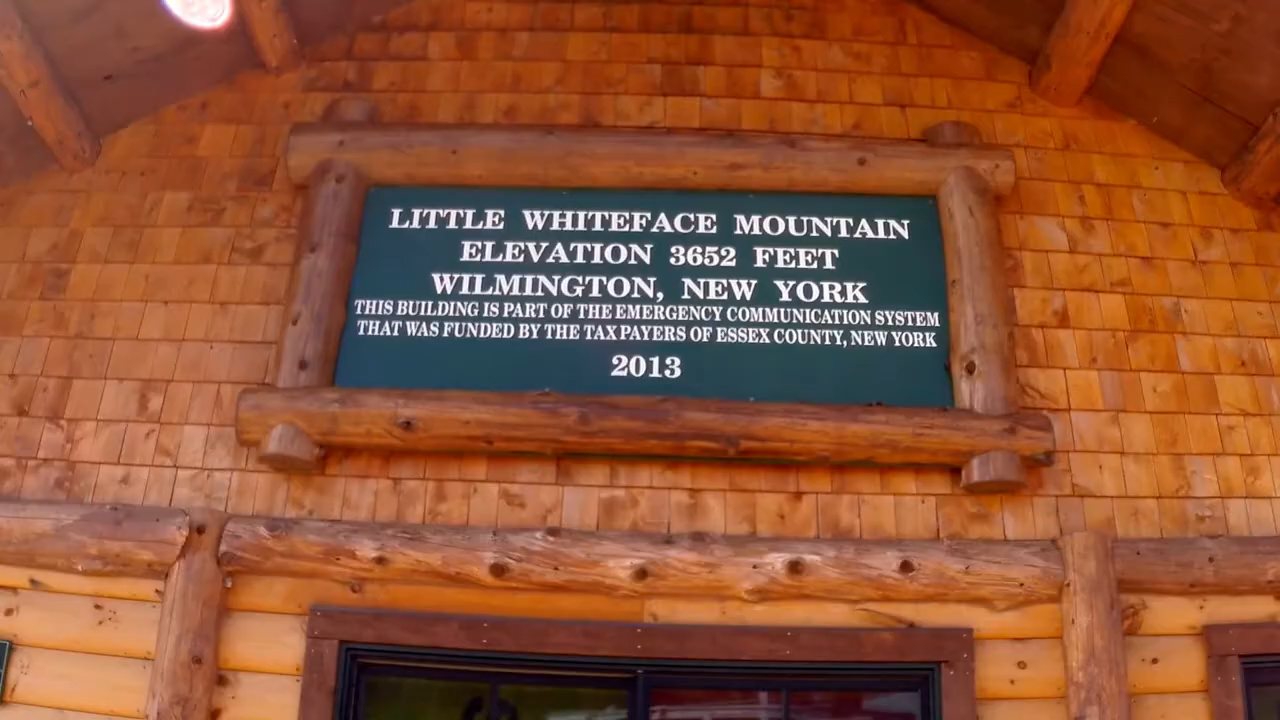 LITTLE WHITEFACE MOUNTAIN
ELEVATION 3652 FEET
WILMINGTON, NEW YORK
THIS BUILDING IS PART OF THE EMERGENCY COMMUNICATION SYSTEM
THAT WAS FUNDED BY THE TAX PAYERS OF ESSEX COUNTY, NEW YORK
2013